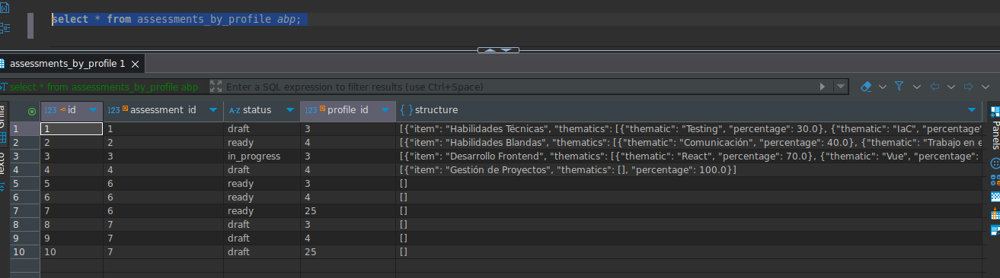 select * from assessments_by_profile abp;
assessments_by_profile 1
select * from assessments_by_profile abp Enter a SQL expression to filter results (use Ctrl+Space)
Grilla
Texto
Panels
123 id 123 assessment_id A-Z status 123 profile_id {} structure
1 1 1 draft 3 [{"item": "Habilidades Técnicas", "thematics": [{"thematic": "Testing", "percentage": 30.0}, {"thematic": "IaC", "percentage"
2 2 2 ready 4 [{"item": "Habilidades Blandas", "thematics": [{"thematic": "Comunicación", "percentage": 40.0}, {"thematic": "Trabajo en e
3 3 3 in_progress 3 [{"item": "Desarrollo Frontend", "thematics": [{"thematic": "React", "percentage": 70.0}, {"thematic": "Vue", "percentage":
4 4 4 draft 4 [{"item": "Gestión de Proyectos", "thematics": [], "percentage": 100.0}]
5 5 6 ready 3 []
6 6 6 ready 4 []
7 7 6 ready 25 []
8 8 7 draft 3 []
9 9 7 draft 4 []
10 10 7 draft 25 []